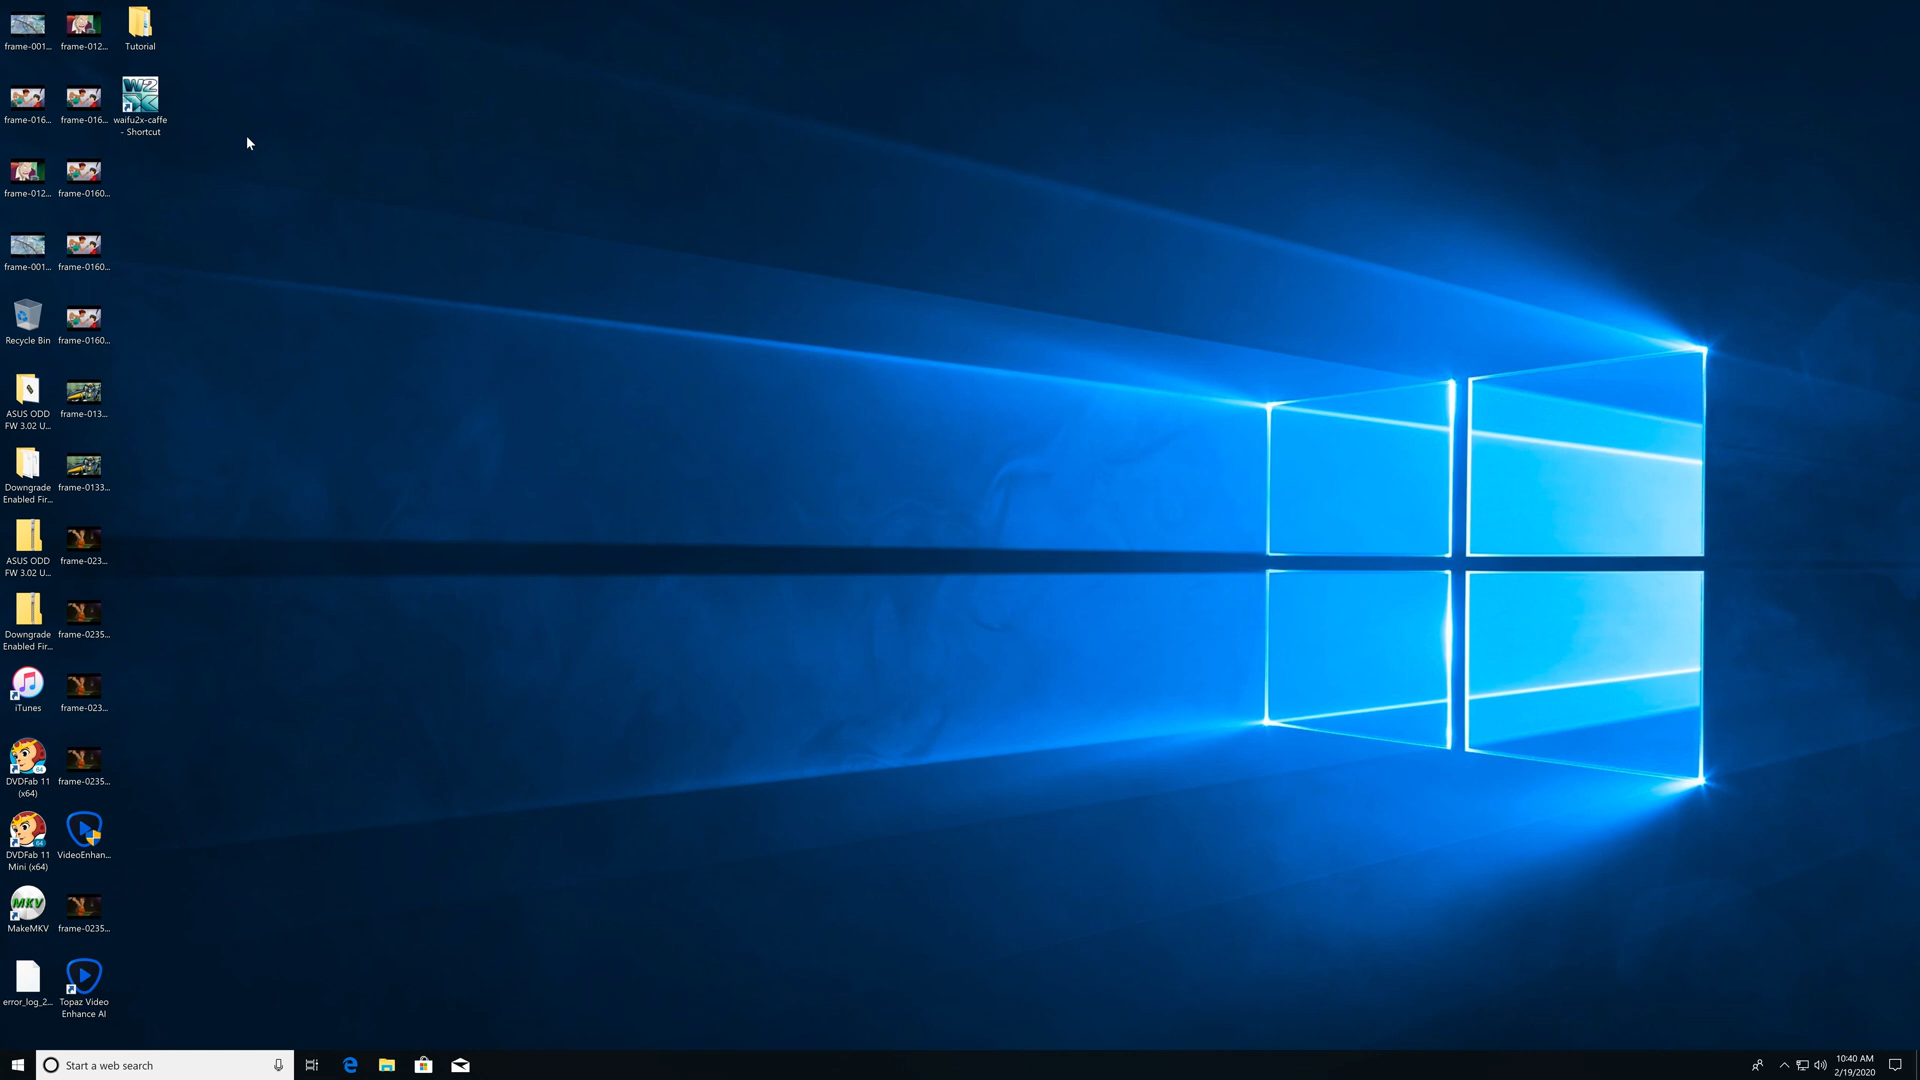 frame-001...
frame-016...
frame-012...
frame-001...
Recycle Bin
ASUS ODD
FW 3.02 U...
Downgrade
Enabled Fir...
ASUS ODD
FW 3.02 U...
Downgrade
Enabled Fir...
iTunes
64
DVDFab 11
(x64)
64
DVDFab 11
Mini (x64)
MKV
MakeMKV
error_log_2...
frame-012...
frame-016...
frame-0160...
frame-0160...
frame-0160...
frame-013...
frame-0133...
frame-023...
frame-0235...
frame-023...
frame-0235...
VideoEnhan...
frame-0235...
Topaz Video
Enhance AI
Tutorial
W2
X
waifu2x-caffe
- Shortcut
Start a web search
10:40 AM
2/19/2020